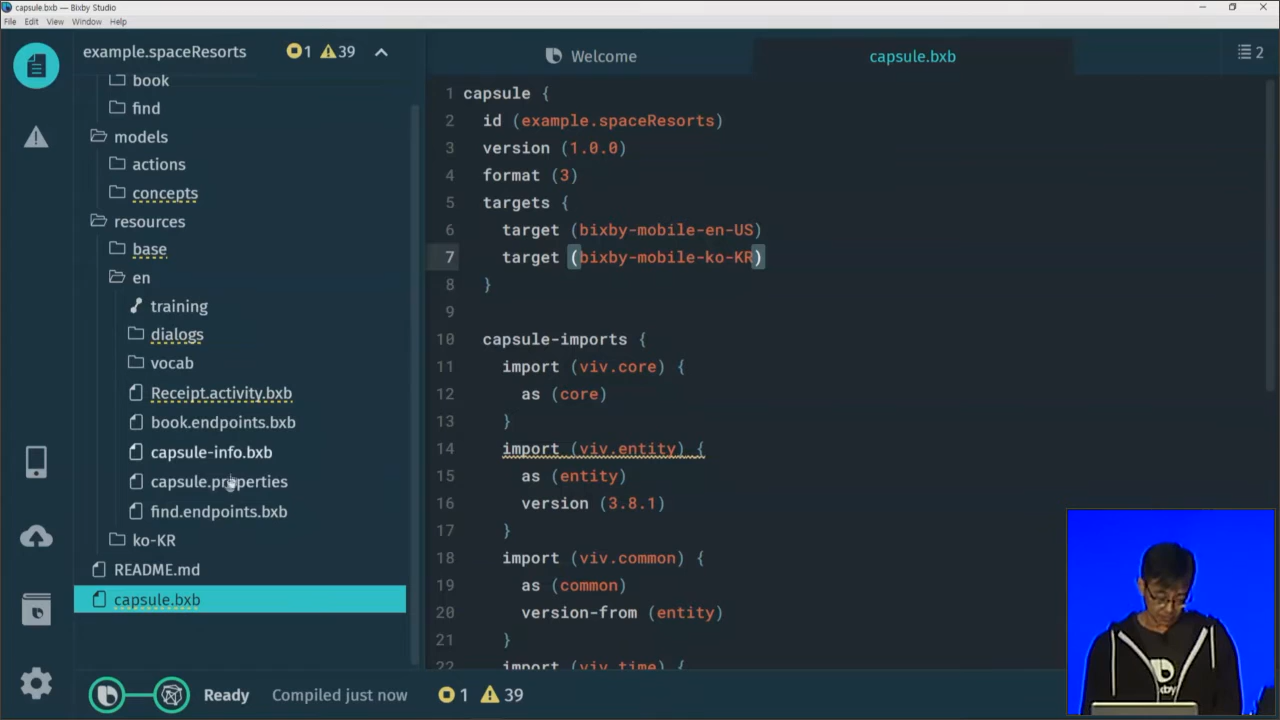 capsule.bxb — Bixby Studio
File Edit View Window Help
example.spaceResorts 1 39
book
find
models
actions
concepts
resources
base
en
training
dialogs
vocab
Receipt.activity.bxb
book.endpoints.bxb
capsule-info.bxb
capsule.properties
find.endpoints.bxb
ko-KR
README.md
capsule.bxb
Welcome
capsule.bxb
2
1 capsule {
2 id (example.spaceResorts)
3 version (1.0.0)
4 format (3)
5 targets {
6 target (bixby-mobile-en-US)
7 target (bixby-mobile-ko-KR)
8 }
9
10 capsule-imports {
11 import (viv.core) {
12 as (core)
13 }
14 import (viv.entity) {
15 as (entity)
16 version (3.8.1)
17 }
18 import (viv.common) {
19 as (common)
20 version-from (entity)
21 }
22 import (viv.time) {
Ready Compiled just now 1 39